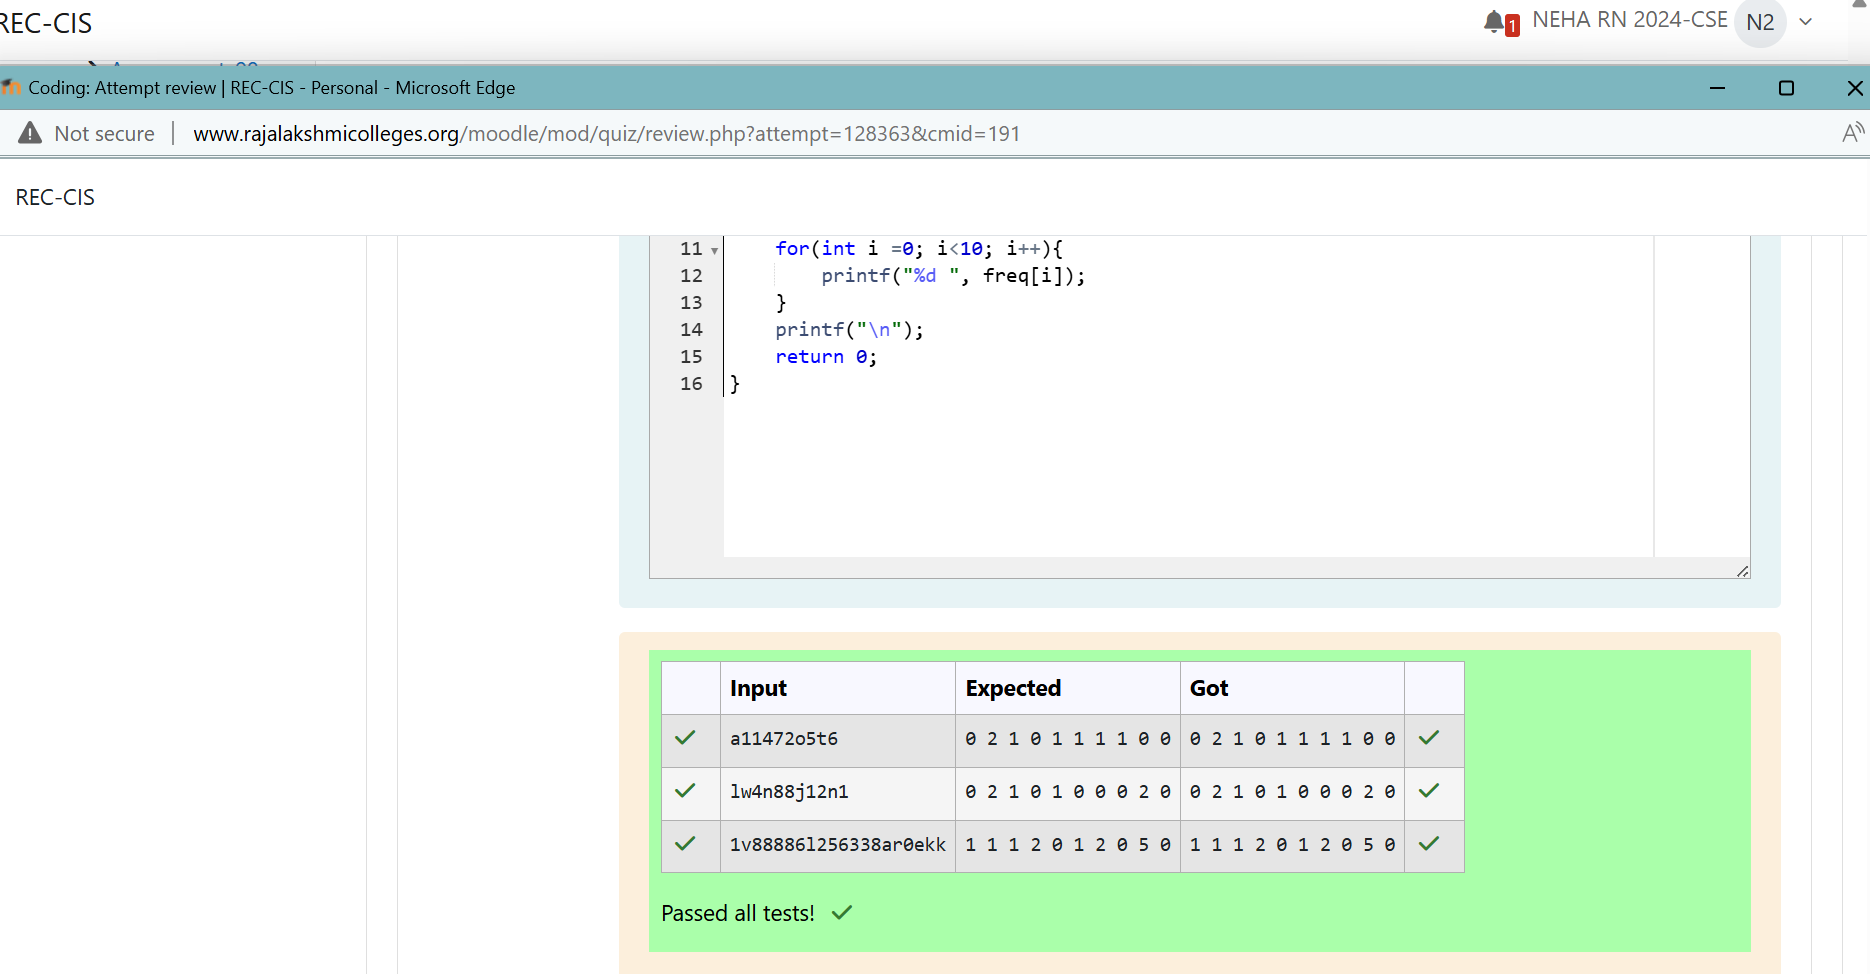 REC-CIS
1
NEHA RN 2024-CSE
N2
Coding: Attempt review | REC-CIS - Personal - Microsoft Edge
Not secure
www.rajalakshmicolleges.org/moodle/mod/quiz/review.php?attempt=128363&cmid=191
REC-CIS
11 for(int i =0; i<10; i++){
12 printf("%d ", freq[i]);
13 }
14 printf("\n");
15 return 0;
16 }
Input Expected Got
a11472o5t6 0 2 1 0 1 1 1 1 0 0 0 2 1 0 1 1 1 1 0 0
lw4n88j12n1 0 2 1 0 1 0 0 0 2 0 0 2 1 0 1 0 0 0 2 0
1v88886l256338ar0ekk 1 1 1 2 0 1 2 0 5 0 1 1 1 2 0 1 2 0 5 0
Passed all tests!